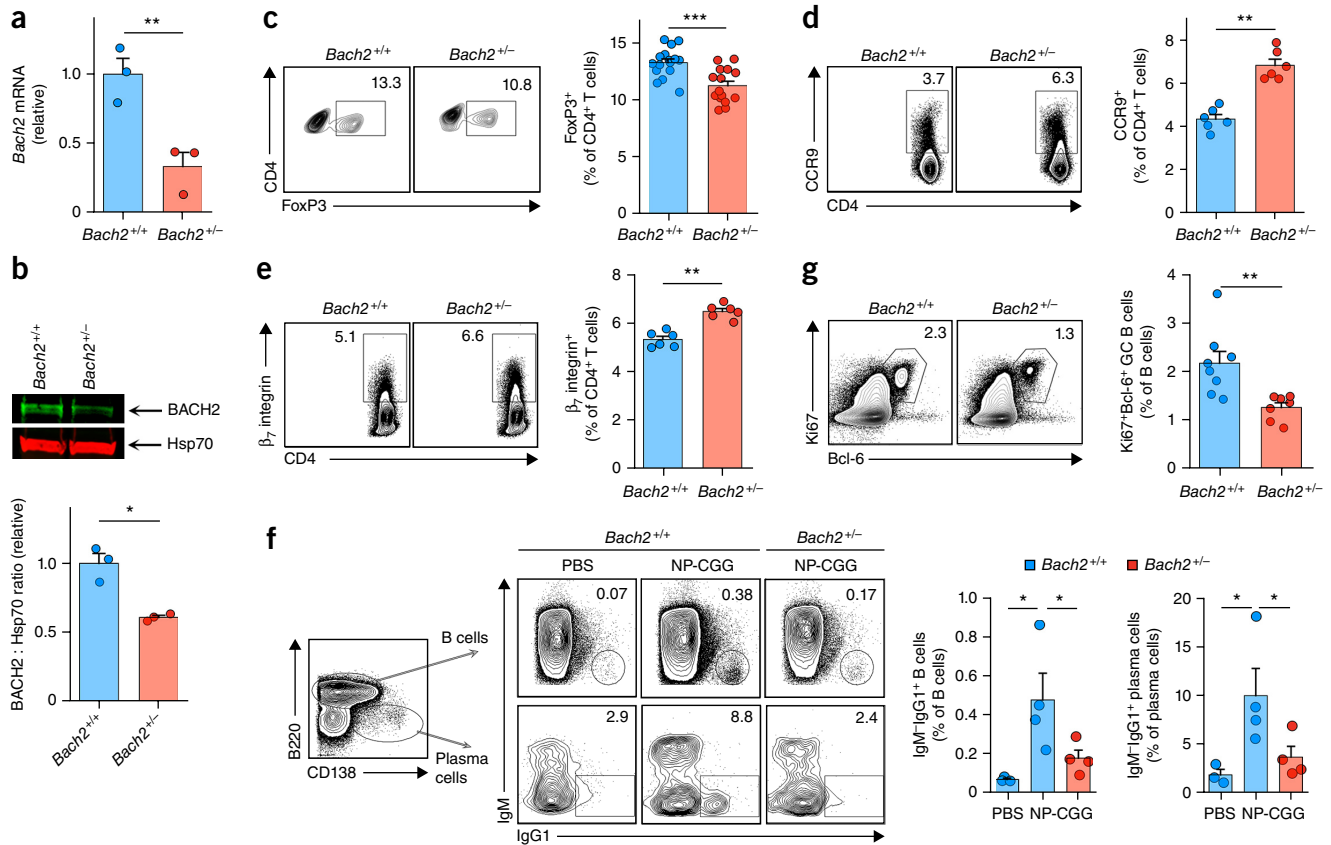 a
**
Bach2 mRNA
(relative)
1.0
0.5
0
Bach2+/+ Bach2+/−
b
Bach2+/+
Bach2+/−
BACH2
Hsp70
BACH2 : Hsp70 ratio (relative)
*
1.0
0.5
0
Bach2+/+
Bach2+/−
c
Bach2+/+ Bach2+/−
13.3 10.8
CD4
FoxP3
FoxP3+
(% of CD4+ T cells)
***
15
10
5
0
Bach2+/+ Bach2+/−
d
Bach2+/+ Bach2+/−
3.7 6.3
CCR9
CD4
CCR9+
(% of CD4+ T cells)
**
8
6
4
2
0
Bach2+/+ Bach2+/−
e
Bach2+/+ Bach2+/−
5.1 6.6
β7 integrin
CD4
β7 integrin+
(% of CD4+ T cells)
**
8
6
4
2
0
Bach2+/+ Bach2+/−
g
Bach2+/+ Bach2+/−
2.3 1.3
Ki67
Bcl-6
Ki67+Bcl-6+ GC B cells
(% of B cells)
**
4
3
2
1
0
Bach2+/+ Bach2+/−
f
B220
CD138
B cells
Plasma
cells
Bach2+/+ Bach2+/−
PBS NP-CGG NP-CGG
0.07 0.38 0.17
2.9 8.8 2.4
IgM
IgG1
Bach2+/+ Bach2+/−
IgM−IgG1+ B cells
(% of B cells)
* *
1.0
0.8
0.6
0.4
0.2
0
PBS NP-CGG
IgM−IgG1+ plasma cells
(% of plasma cells)
* *
20
15
10
5
0
PBS NP-CGG